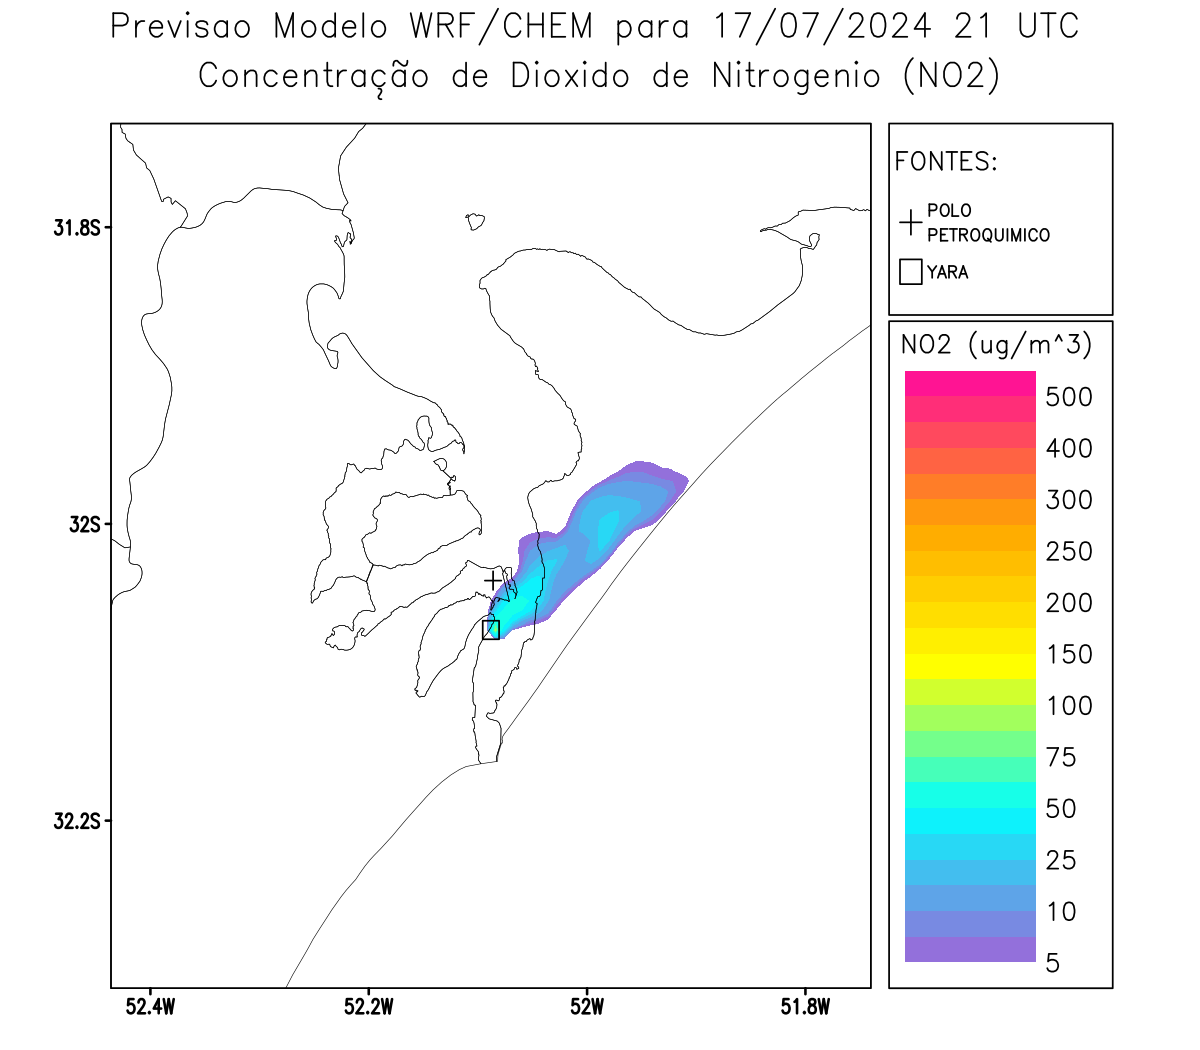 Previsao Modelo WRF/CHEM para 17/07/2024 21 UTC
Concentração de Dioxido de Nitrogenio (NO2)
FONTES:
POLO
PETROQUIMICO
YARA
31.8S
32S
32.2S
52.4W
52.2W
52W
51.8W
NO2 (ug/m^3)
500
400
300
250
200
150
100
75
50
25
10
5